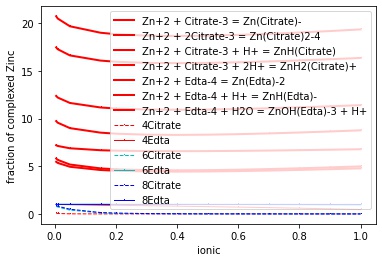 fraction of complexed Zinc
20
15
10
5
0
Zn+2 + Citrate-3 = Zn(Citrate)-
Zn+2 + 2Citrate-3 = Zn(Citrate)2-4
Zn+2 + Citrate-3 + H+ = ZnH(Citrate)
Zn+2 + Citrate-3 + 2H+ = ZnH2(Citrate)+
Zn+2 + Edta-4 = Zn(Edta)-2
Zn+2 + Edta-4 + H+ = ZnH(Edta)-
Zn+2 + Edta-4 + H2O = ZnOH(Edta)-3 + H+
4Citrate
4Edta
6Citrate
6Edta
8Citrate
8Edta
0.0 0.2 0.4 0.6 0.8 1.0
ionic